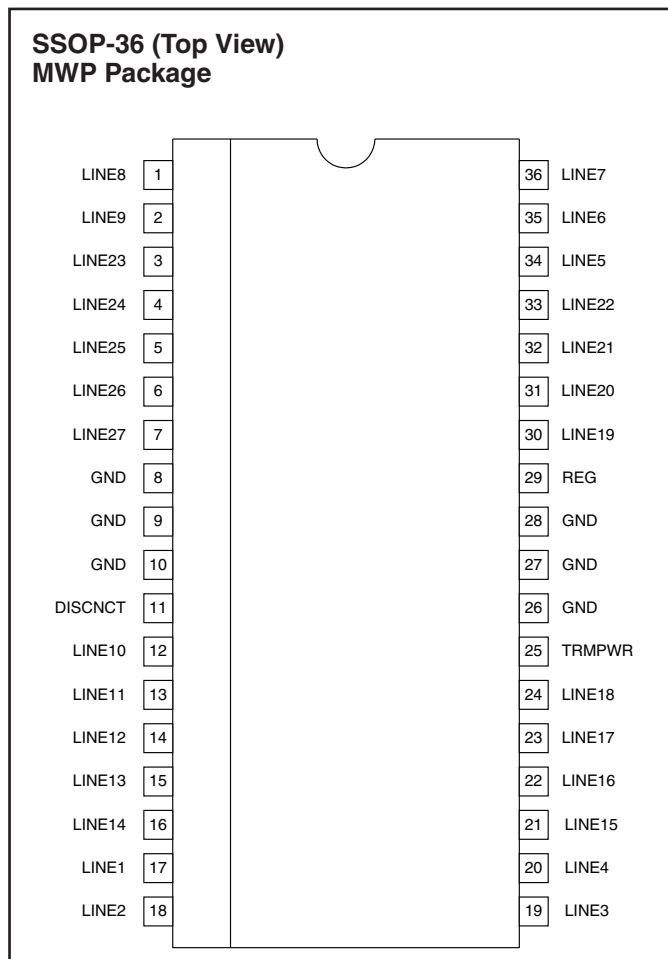 SSOP-36 (Top View)
MWP Package
LINE8 1 36 LINE7
LINE9 2 35 LINE6
LINE23 3 34 LINE5
LINE24 4 33 LINE22
LINE25 5 32 LINE21
LINE26 6 31 LINE20
LINE27 7 30 LINE19
GND 8 29 REG
GND 9 28 GND
GND 10 27 GND
DISCNCT 11 26 GND
LINE10 12 25 TRMPWR
LINE11 13 24 LINE18
LINE12 14 23 LINE17
LINE13 15 22 LINE16
LINE14 16 21 LINE15
LINE1 17 20 LINE4
LINE2 18 19 LINE3